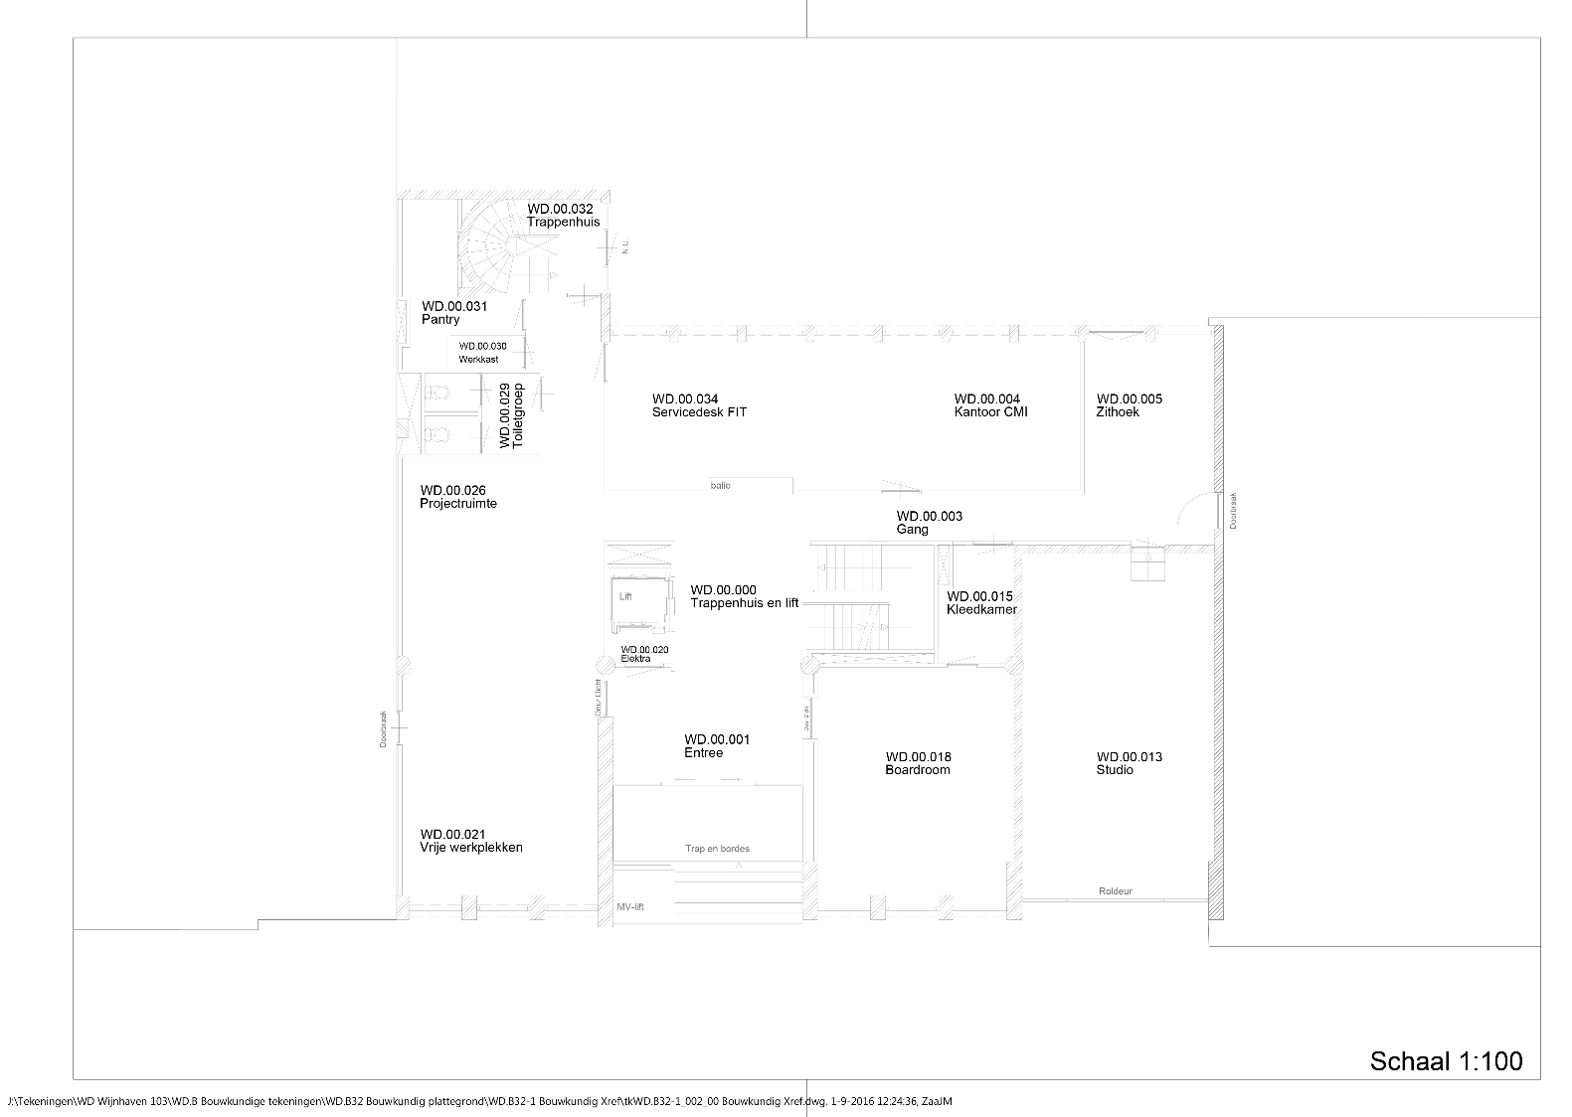 WD.00.032
Trappenhuis
N.U.
WD.00.031
Pantry
WD.00.030
Werkkast
WD.00.029
Toiletgroep
WD.00.034
Servicedesk FIT
WD.00.004
Kantoor CMI
WD.00.005
Zithoek
balie
WD.00.026
Projectruimte
WD.00.003
Gang
Doorbraak
Lift
WD.00.000
Trappenhuis en lift
WD.00.015
Kleedkamer
WD.00.020
Elektra
Deur Dicht
Doorbraak
WD.00.001
Entree
WD.00.018
Boardroom
WD.00.013
Studio
WD.00.021
Vrije werkplekken
Trap en bordes
MV-lift
Roldeur
Schaal 1:100
J:\Tekeningen\WD Wijnhaven 103\WD.B Bouwkundige tekeningen\WD.B32 Bouwkundig plattegrond\WD.B32-1 Bouwkundig Xref\tkWD.B32-1_002_00 Bouwkundig Xref.dwg, 1-9-2016 12:24:36, ZaaJM